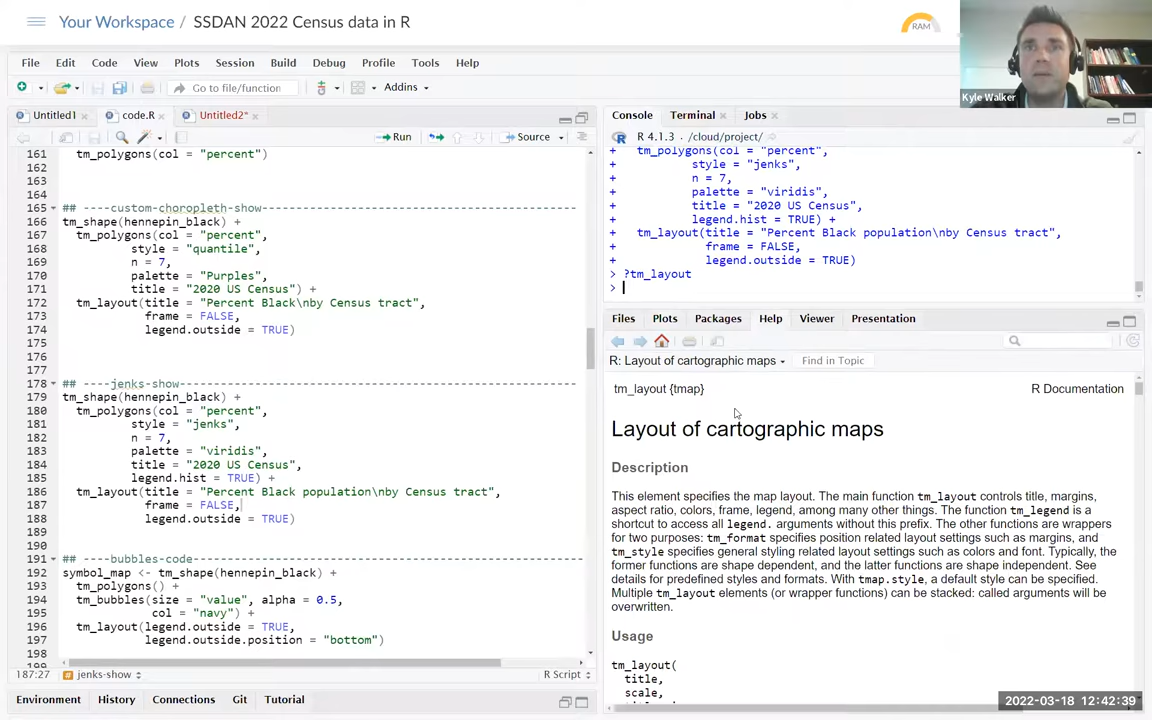 Your Workspace / SSDAN 2022 Census data in R
RAM
Kyle Walker
File Edit Code View Plots Session Build Debug Profile Tools Help
Go to file/function
Addins
Untitled1 code.R Untitled2*
Run Source
161 tm_polygons(col = "percent")
162
163
164
165 ## ----custom-choropleth-show----
166 tm_shape(hennepin_black) +
167 tm_polygons(col = "percent",
168 style = "quantile",
169 n = 7,
170 palette = "Purples",
171 title = "2020 US Census") +
172 tm_layout(title = "Percent Black\nby Census tract",
173 frame = FALSE,
174 legend.outside = TRUE)
175
176
177
178 ## ----jenks-show----
179 tm_shape(hennepin_black) +
180 tm_polygons(col = "percent",
181 style = "jenks",
182 n = 7,
183 palette = "viridis",
184 title = "2020 US Census",
185 legend.hist = TRUE) +
186 tm_layout(title = "Percent Black population\nby Census tract",
187 frame = FALSE,
188 legend.outside = TRUE)
189
190
191 ## ----bubbles-code----
192 symbol_map <- tm_shape(hennepin_black) +
193 tm_polygons() +
194 tm_bubbles(size = "value", alpha = 0.5,
195 col = "navy") +
196 tm_layout(legend.outside = TRUE,
197 legend.outside.position = "bottom")
198
199
187:27 jenks-show R Script
Environment History Connections Git Tutorial
Console Terminal Jobs
R 4.1.3 · /cloud/project/
+ tm_polygons(col = "percent",
+ style = "jenks",
+ n = 7,
+ palette = "viridis",
+ title = "2020 US Census",
+ legend.hist = TRUE) +
+ tm_layout(title = "Percent Black population\nby Census tract",
+ frame = FALSE,
+ legend.outside = TRUE)
> ?tm_layout
>
Files Plots Packages Help Viewer Presentation
R: Layout of cartographic maps Find in Topic
tm_layout {tmap} R Documentation
Layout of cartographic maps
Description
This element specifies the map layout. The main function tm_layout controls title, margins,
aspect ratio, colors, frame, legend, among many other things. The function tm_legend is a
shortcut to access all legend. arguments without this prefix. The other functions are wrappers
for two purposes: tm_format specifies position related layout settings such as margins, and
tm_style specifies general styling related layout settings such as colors and font. Typically, the
former functions are shape dependent, and the latter functions are shape independent. See
details for predefined styles and formats. With tmap.style, a default style can be specified.
Multiple tm_layout elements (or wrapper functions) can be stacked: called arguments will be
overwritten.
Usage
tm_layout(
title,
scale,
2022-03-18 12:42:39